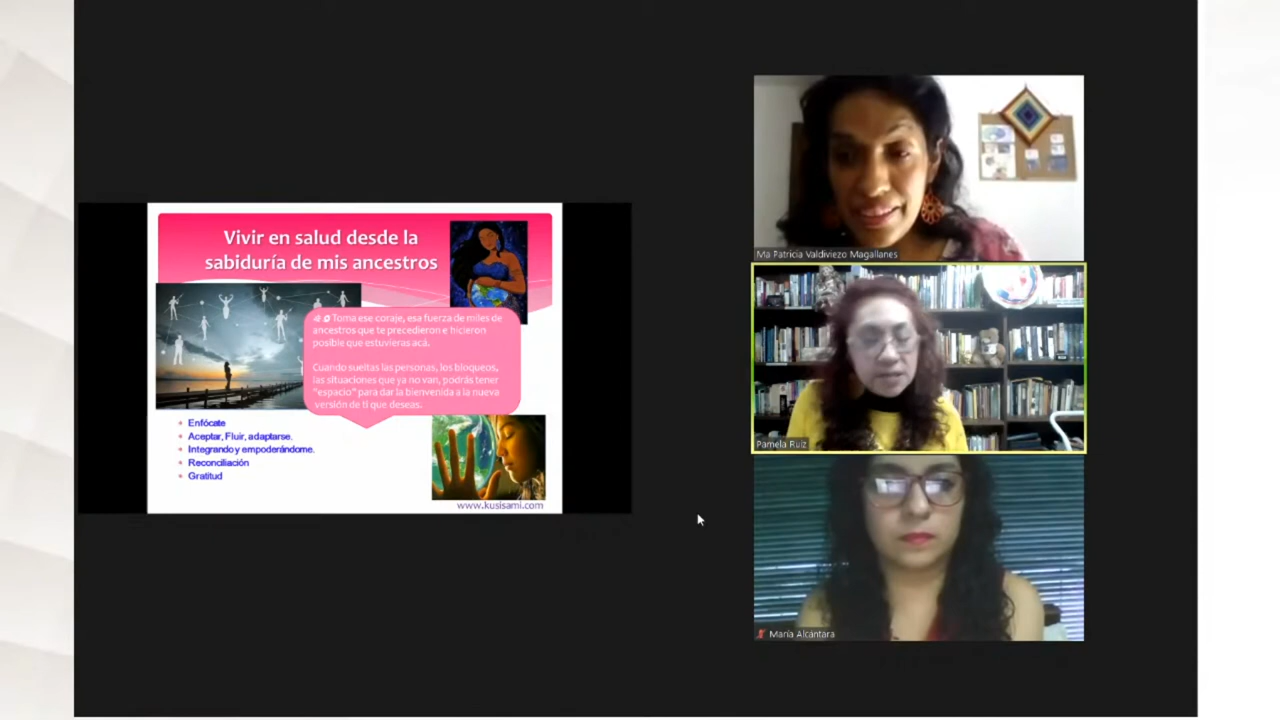 Vivir en salud desde la
sabiduría de mis ancestros
Toma ese coraje, esa fuerza de miles de
ancestros que te precedieron e hicieron
posible que estuvieras acá.
Cuando sueltas las personas, los bloqueos,
las situaciones que ya no van, podrás tener
"espacio" para dar la bienvenida a la nueva
versión de ti que deseas.
Enfócate
Aceptar, Fluir, adaptarse.
Integrando y empoderándome.
Reconciliación
Gratitud
www.kusisami.com
Ma Patricia Valdiviezo Magallanes
Pamela Ruiz
María Alcántara